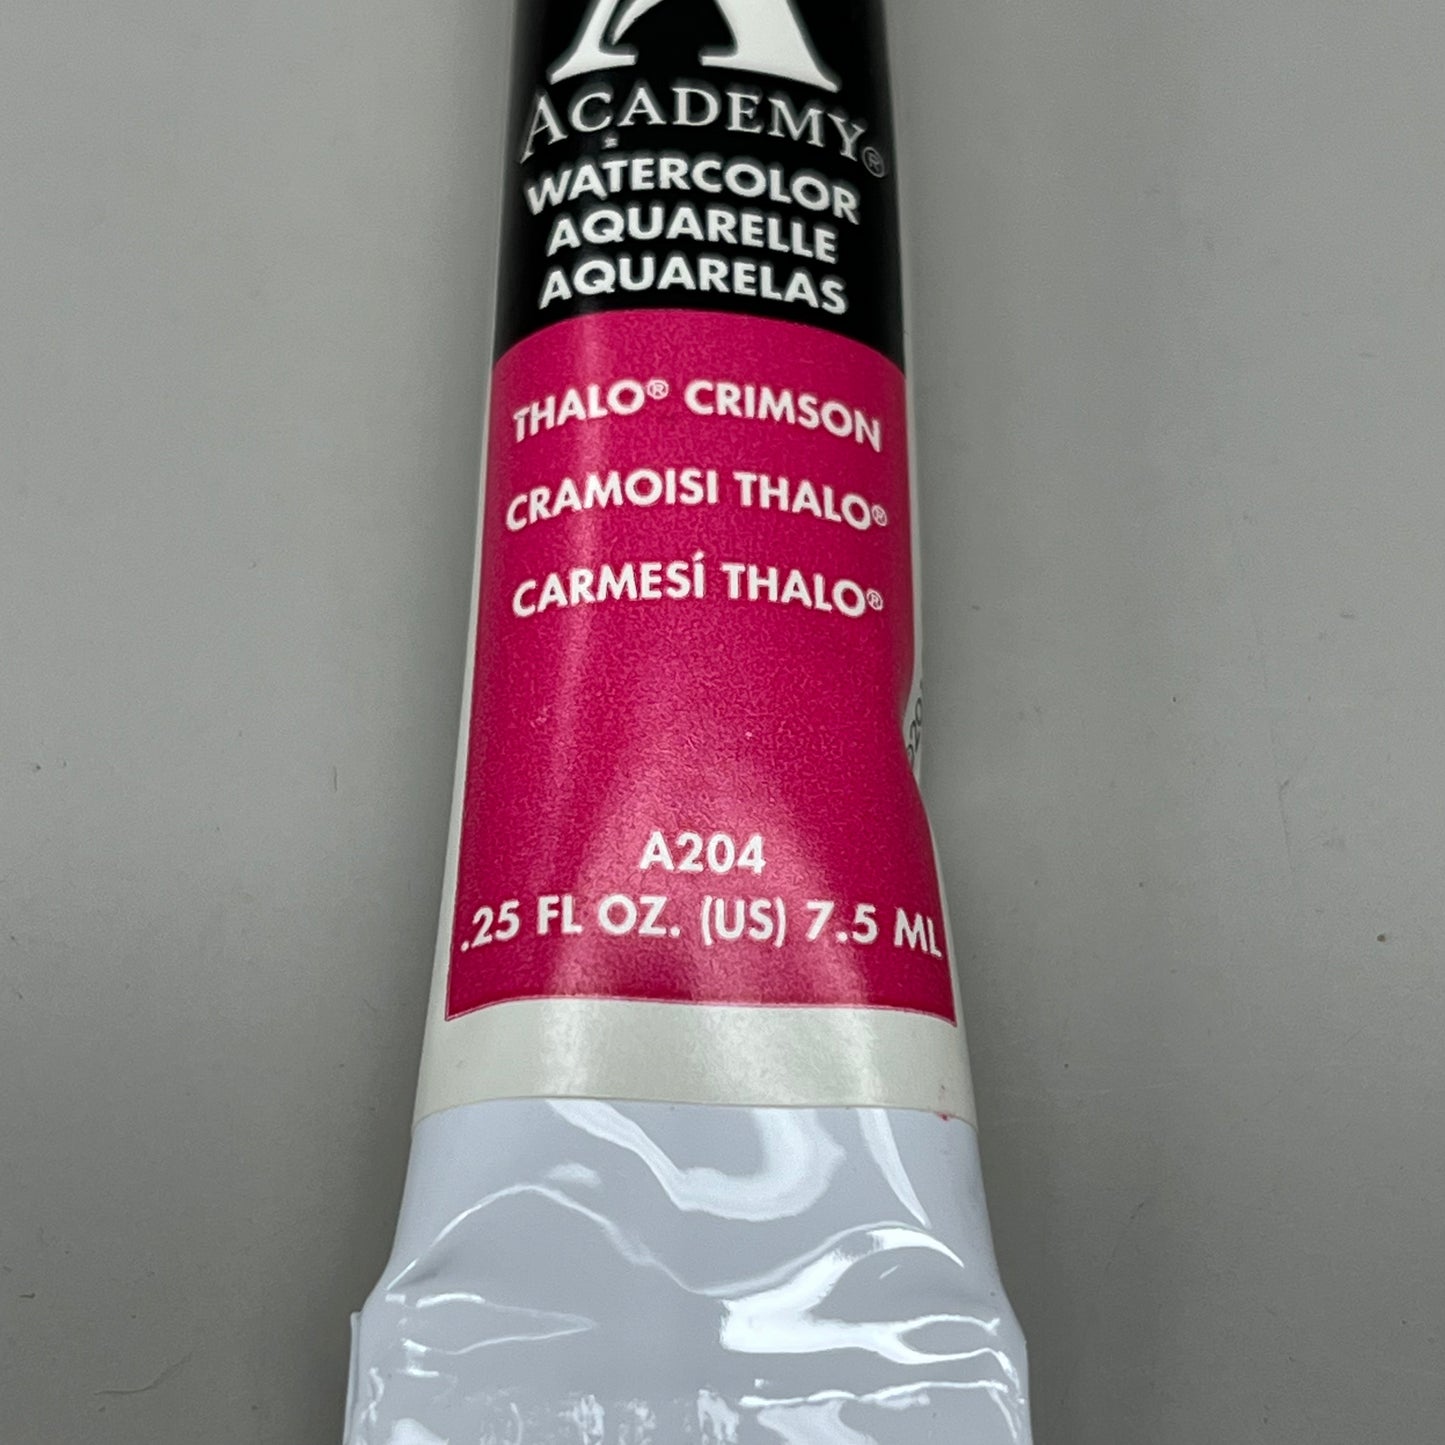 A
ACADEMY®
WATERCOLOR
AQUARELLE
AQUARELAS
THALO® CRIMSON
CRAMOISI THALO®
CARMESÍ THALO®
A204
.25 FL OZ. (US) 7.5 ML